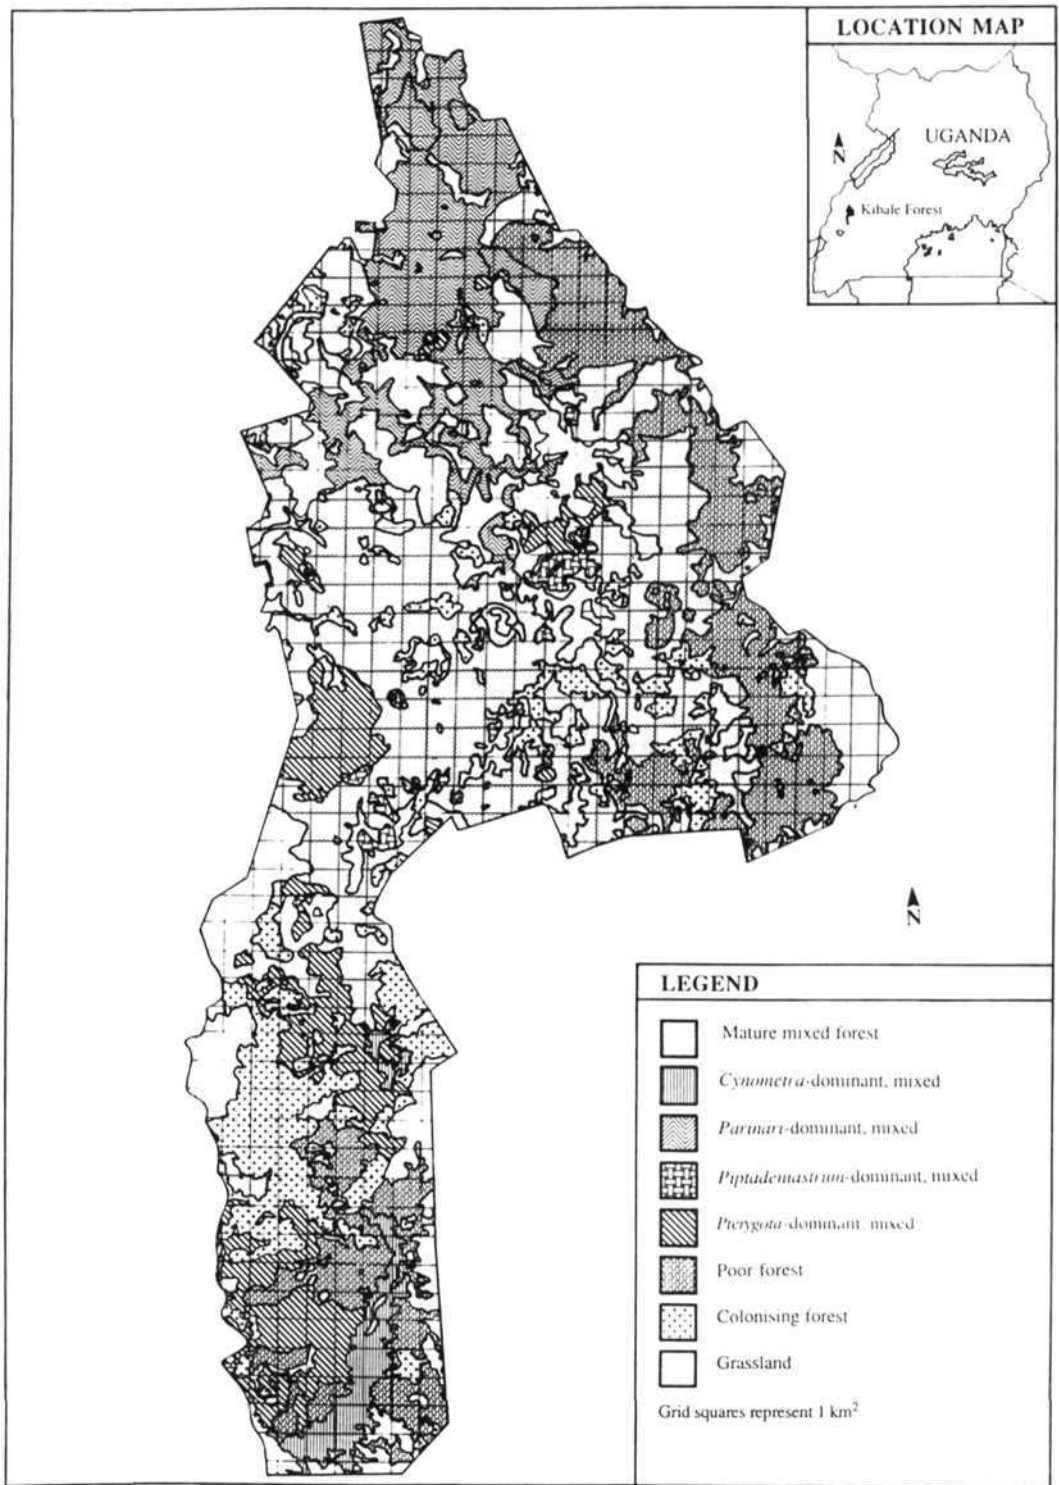 LOCATION MAP
N
UGANDA
Kibale Forest
N
LEGEND
Mature mixed forest
Cynometra-dominant, mixed
Parinari-dominant, mixed
Piptadeniastrum-dominant, mixed
Pterygota-dominant, mixed
Poor forest
Colonising forest
Grassland
Grid squares represent 1 km²